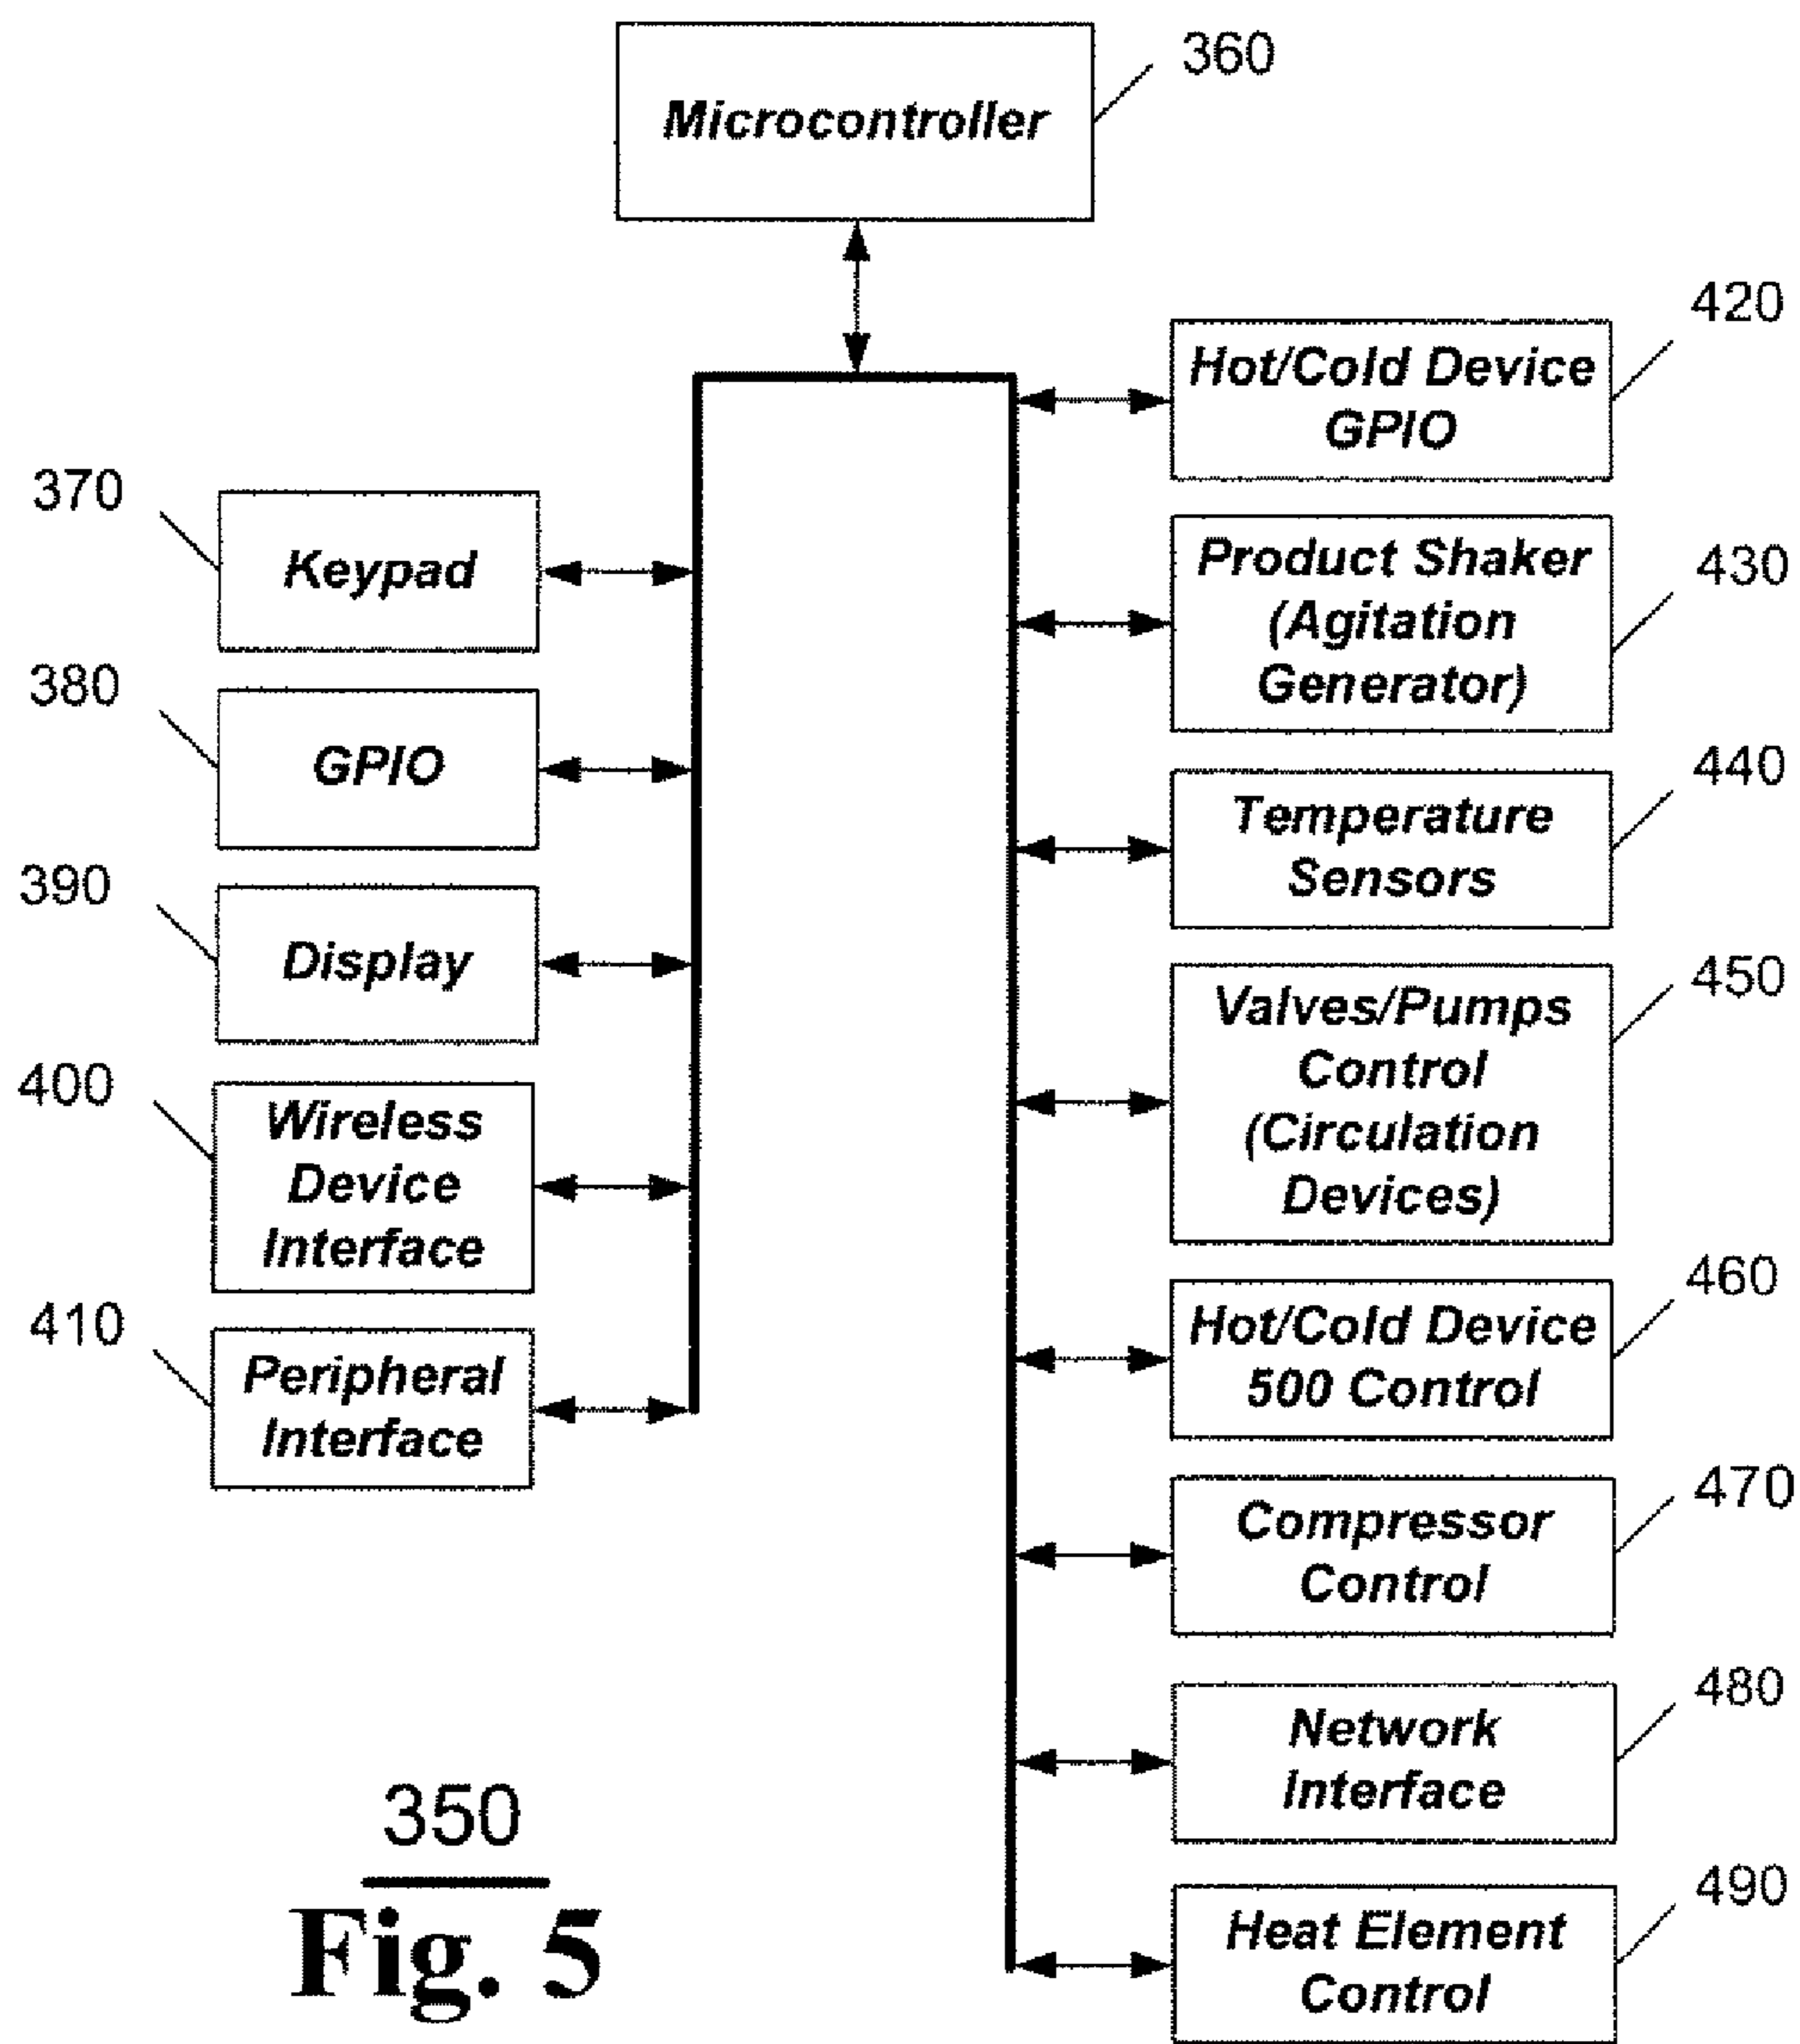 Microcontroller
360
370
Keypad
380
GPIO
390
Display
400
Wireless
Device
Interface
410
Peripheral
Interface
420
Hot/Cold Device
GPIO
430
Product Shaker
(Agitation
Generator)
440
Temperature
Sensors
450
Valves/Pumps
Control
(Circulation
Devices)
460
Hot/Cold Device
500 Control
470
Compressor
Control
480
Network
Interface
490
Heat Element
Control
350
Fig. 5